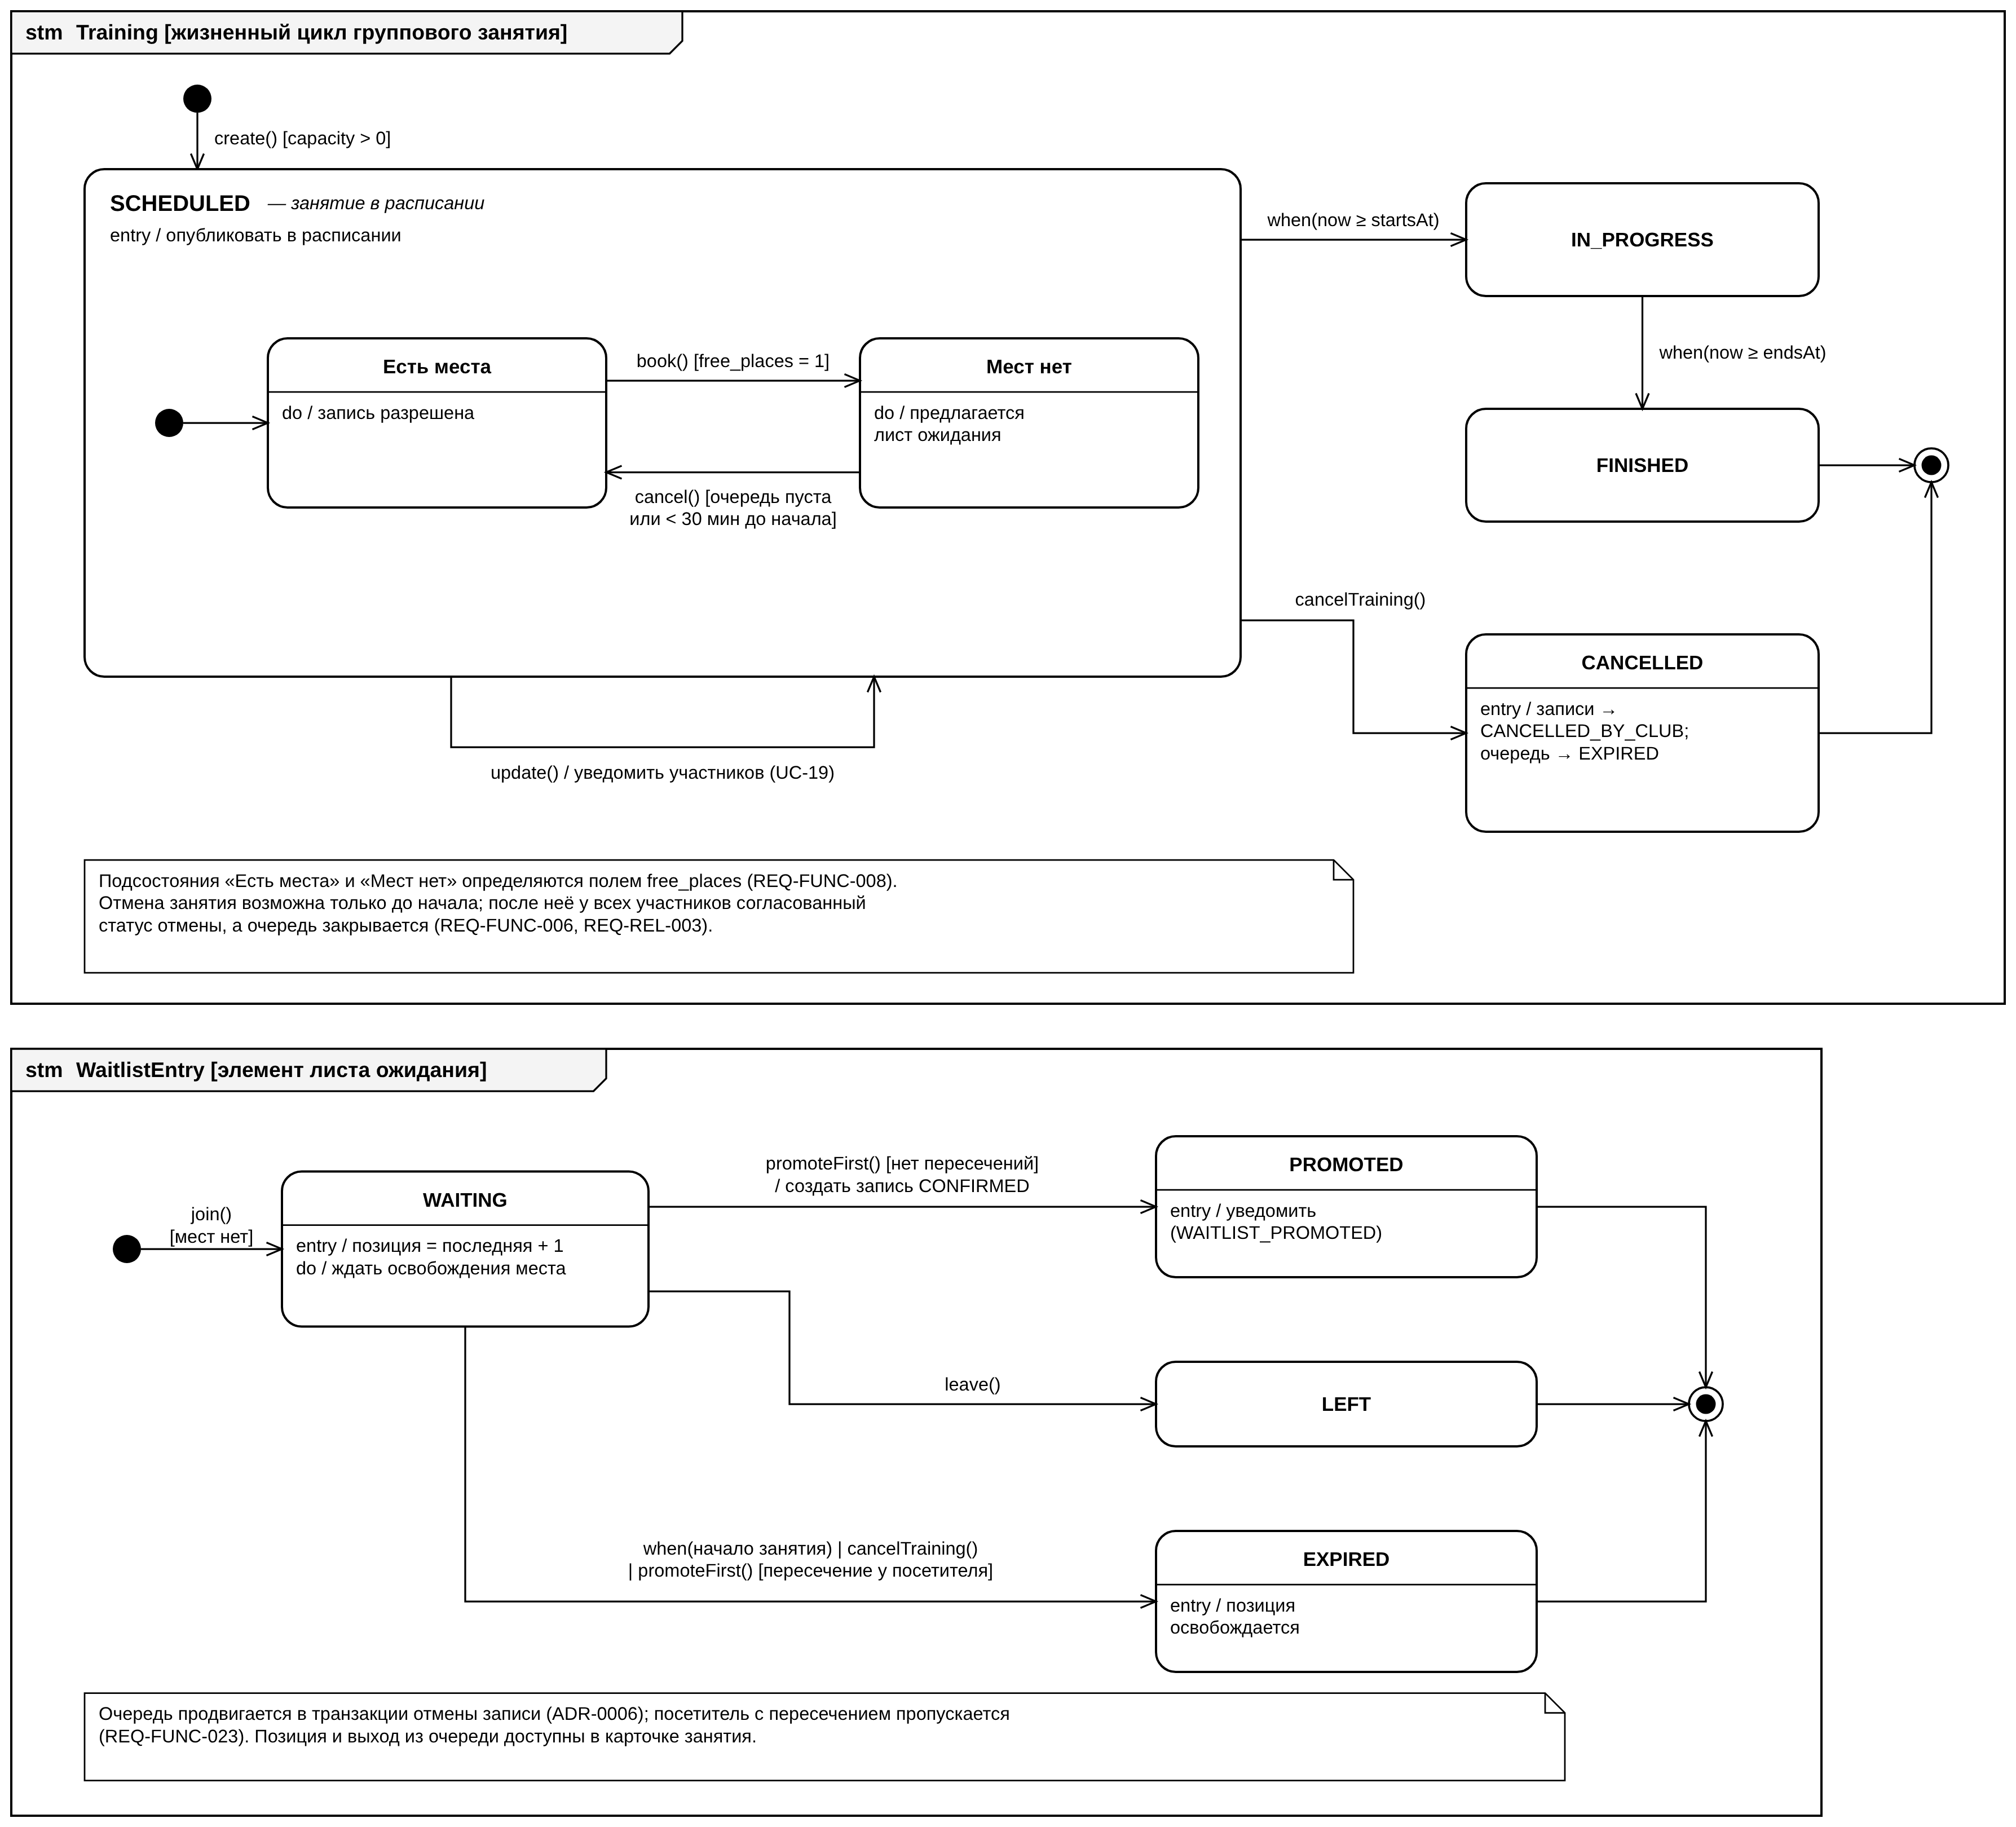 stm Training [жизненный цикл группового занятия]
create() [capacity > 0]
SCHEDULED — занятие в расписании
entry / опубликовать в расписании
when(now ≥ startsAt)
IN_PROGRESS
Есть места
do / запись разрешена
book() [free_places = 1]
Мест нет
do / предлагается
лист ожидания
cancel() [очередь пуста
или < 30 мин до начала]
when(now ≥ endsAt)
FINISHED
cancelTraining()
CANCELLED
entry / записи →
CANCELLED_BY_CLUB;
очередь → EXPIRED
update() / уведомить участников (UC-19)
Подсостояния «Есть места» и «Мест нет» определяются полем free_places (REQ-FUNC-008).
Отмена занятия возможна только до начала; после неё у всех участников согласованный
статус отмены, а очередь закрывается (REQ-FUNC-006, REQ-REL-003).
stm WaitlistEntry [элемент листа ожидания]
join()
[мест нет]
WAITING
entry / позиция = последняя + 1
do / ждать освобождения места
promoteFirst() [нет пересечений]
/ создать запись CONFIRMED
PROMOTED
entry / уведомить
(WAITLIST_PROMOTED)
leave()
LEFT
when(начало занятия) | cancelTraining()
| promoteFirst() [пересечение у посетителя]
EXPIRED
entry / позиция
освобождается
Очередь продвигается в транзакции отмены записи (ADR-0006); посетитель с пересечением пропускается
(REQ-FUNC-023). Позиция и выход из очереди доступны в карточке занятия.